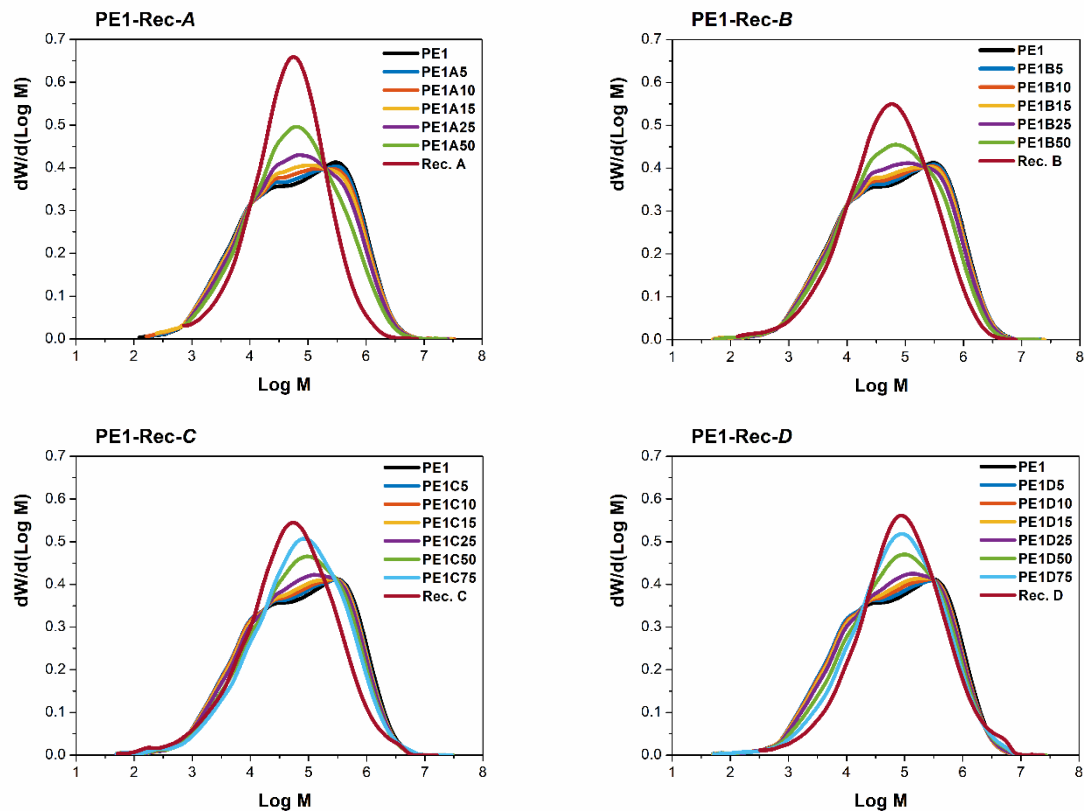 PE1-Rec-A
0.7
0.6
0.5
0.4
0.3
0.2
0.1
0.0
dW/d(Log M)
PE1
PE1A5
PE1A10
PE1A15
PE1A25
PE1A50
Rec. A
1 2 3 4 5 6 7 8
Log M
PE1-Rec-B
0.7
0.6
0.5
0.4
0.3
0.2
0.1
0.0
dW/d(Log M)
PE1
PE1B5
PE1B10
PE1B15
PE1B25
PE1B50
Rec. B
1 2 3 4 5 6 7 8
Log M
PE1-Rec-C
0.7
0.6
0.5
0.4
0.3
0.2
0.1
0.0
dW/d(Log M)
PE1
PE1C5
PE1C10
PE1C15
PE1C25
PE1C50
PE1C75
Rec. C
1 2 3 4 5 6 7 8
Log M
PE1-Rec-D
0.7
0.6
0.5
0.4
0.3
0.2
0.1
0.0
dW/d(Log M)
PE1
PE1D5
PE1D10
PE1D15
PE1D25
PE1D50
PE1D75
Rec. D
1 2 3 4 5 6 7 8
Log M